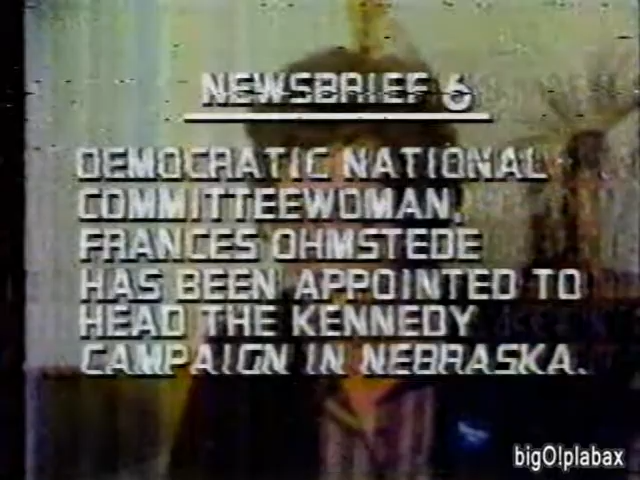 NEWSBRIEF 6
DEMOCRATIC NATIONAL
COMMITTEEWOMAN,
FRANCES OHMSTEDE
HAS BEEN APPOINTED TO
HEAD THE KENNEDY
CAMPAIGN IN NEBRASKA.
bigO!plabax